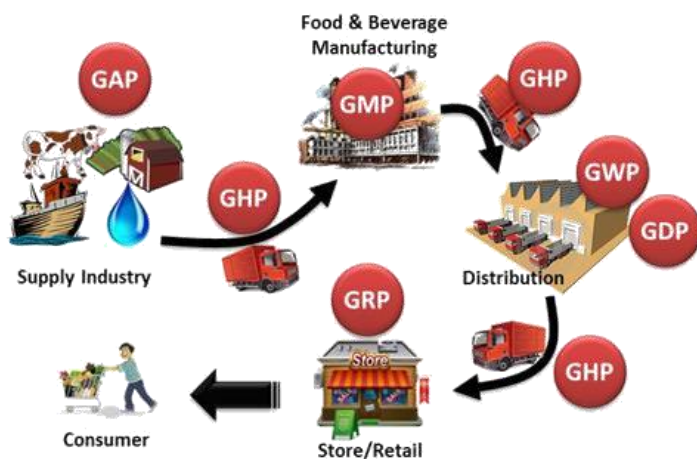 GAP
Supply Industry
GHP
Food & Beverage
Manufacturing
GMP
GHP
GWP
GDP
Distribution
GHP
GRP
Store
Store/Retail
Consumer